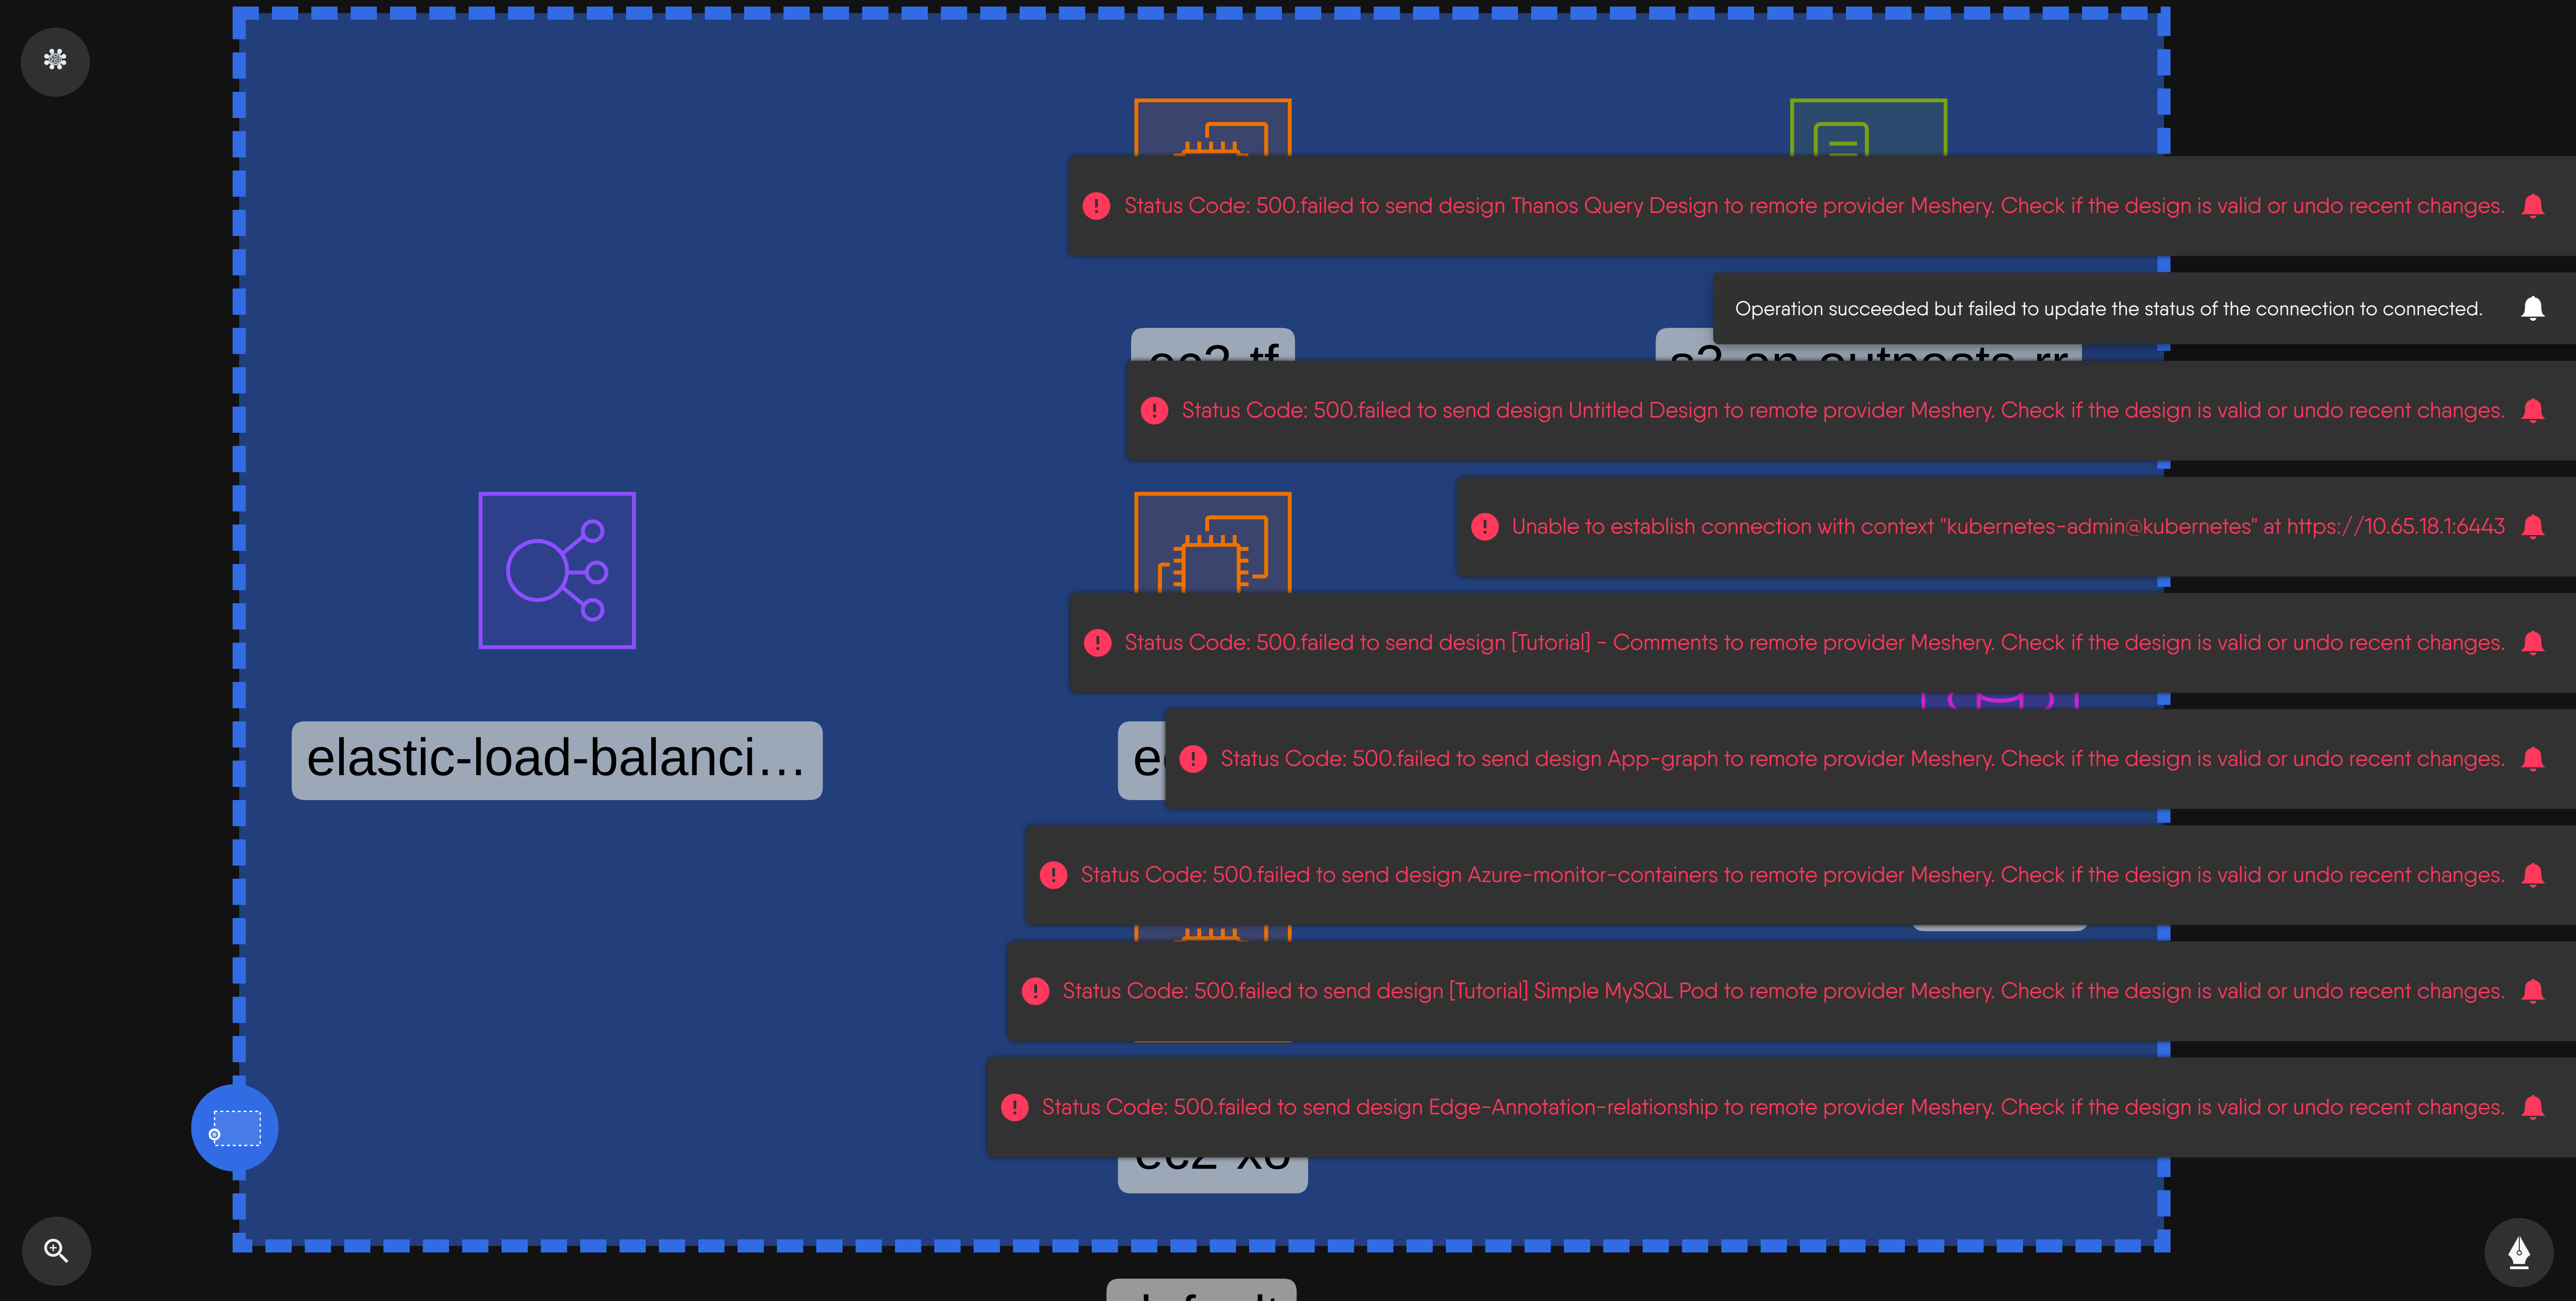 Status Code: 500.failed to send design Thanos Query Design to remote provider Meshery. Check if the design is valid or undo recent changes.
Operation succeeded but failed to update the status of the connection to connected.
Status Code: 500.failed to send design Untitled Design to remote provider Meshery. Check if the design is valid or undo recent changes.
Unable to establish connection with context "kubernetes-admin@kubernetes" at https://10.65.18.1:6443
Status Code: 500.failed to send design [Tutorial] - Comments to remote provider Meshery. Check if the design is valid or undo recent changes.
elastic-load-balanci…
Status Code: 500.failed to send design App-graph to remote provider Meshery. Check if the design is valid or undo recent changes.
Status Code: 500.failed to send design Azure-monitor-containers to remote provider Meshery. Check if the design is valid or undo recent changes.
Status Code: 500.failed to send design [Tutorial] Simple MySQL Pod to remote provider Meshery. Check if the design is valid or undo recent changes.
Status Code: 500.failed to send design Edge-Annotation-relationship to remote provider Meshery. Check if the design is valid or undo recent changes.